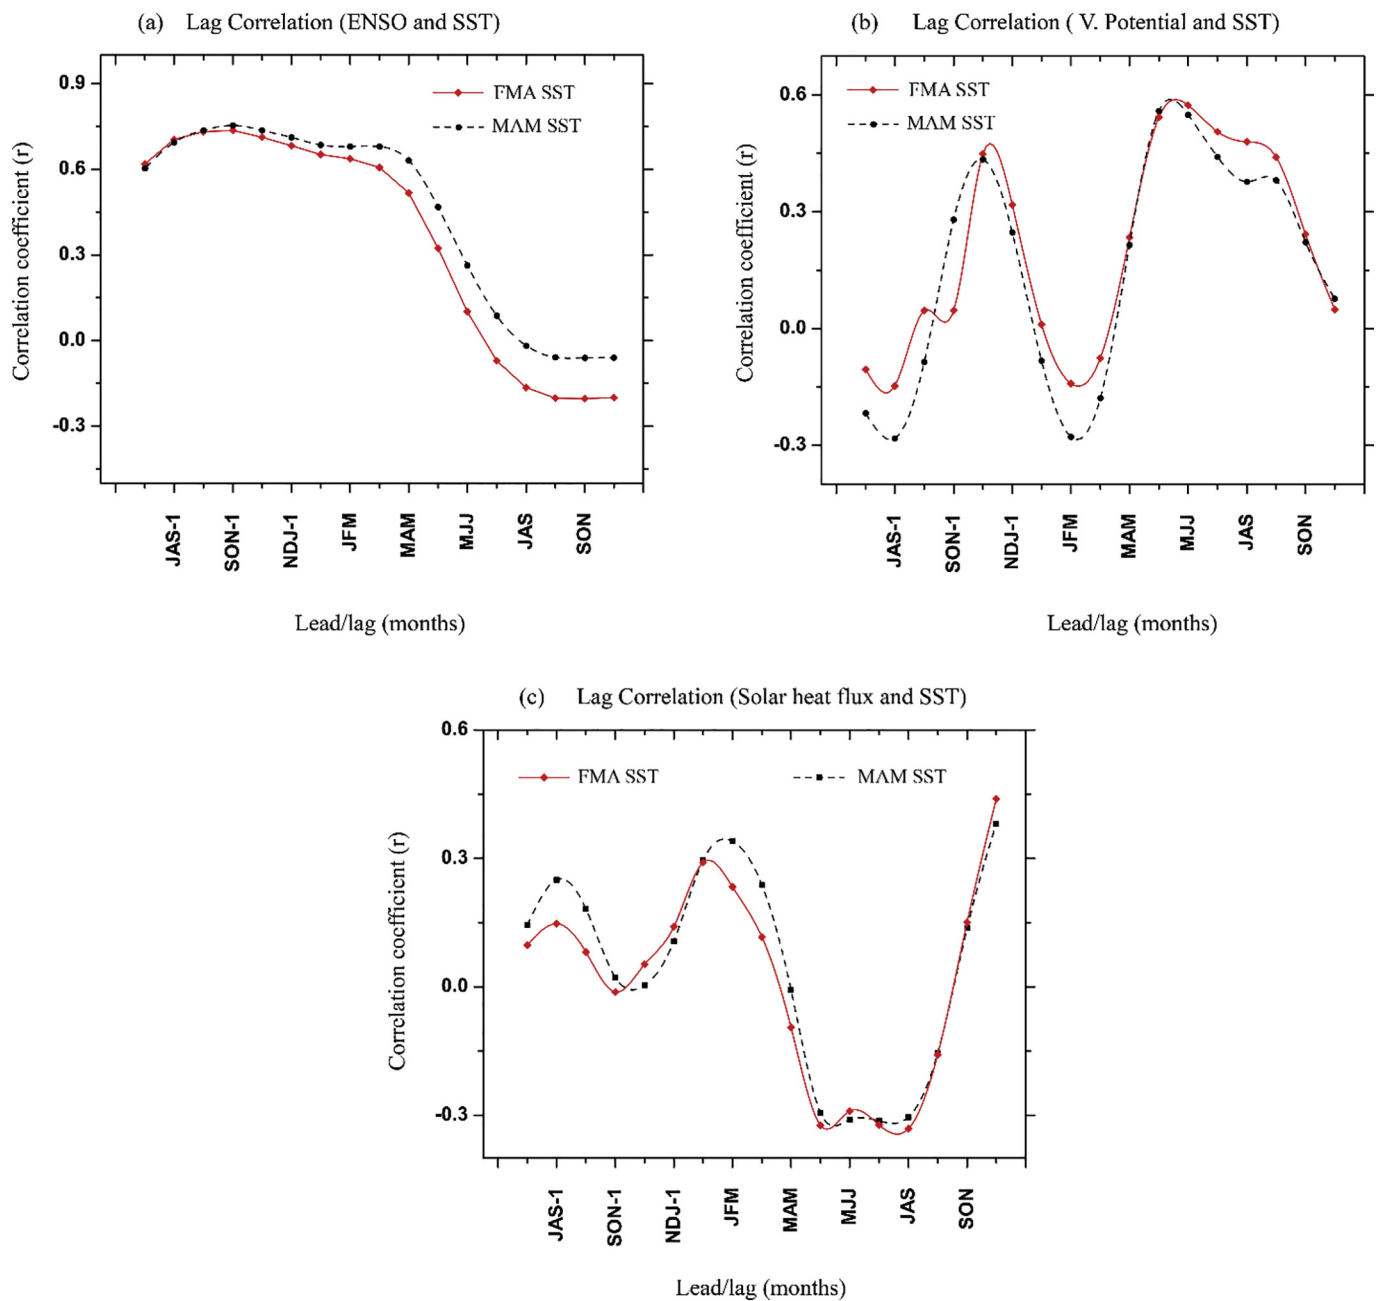 (a) Lag Correlation (ENSO and SST)
0.9
0.6
0.3
0.0
-0.3
Correlation coefficient (r)
FMA SST
MAM SST
JAS-1
SON-1
NDJ-1
JFM
MAM
MJJ
JAS
SON
Lead/lag (months)
(b) Lag Correlation ( V. Potential and SST)
0.6
0.3
0.0
-0.3
Correlation coefficient (r)
FMA SST
MAM SST
JAS-1
SON-1
NDJ-1
JFM
MAM
MJJ
JAS
SON
Lead/lag (months)
(c) Lag Correlation (Solar heat flux and SST)
0.6
0.3
0.0
-0.3
Correlation coefficient (r)
FMA SST
MAM SST
JAS-1
SON-1
NDJ-1
JFM
MAM
MJJ
JAS
SON
Lead/lag (months)